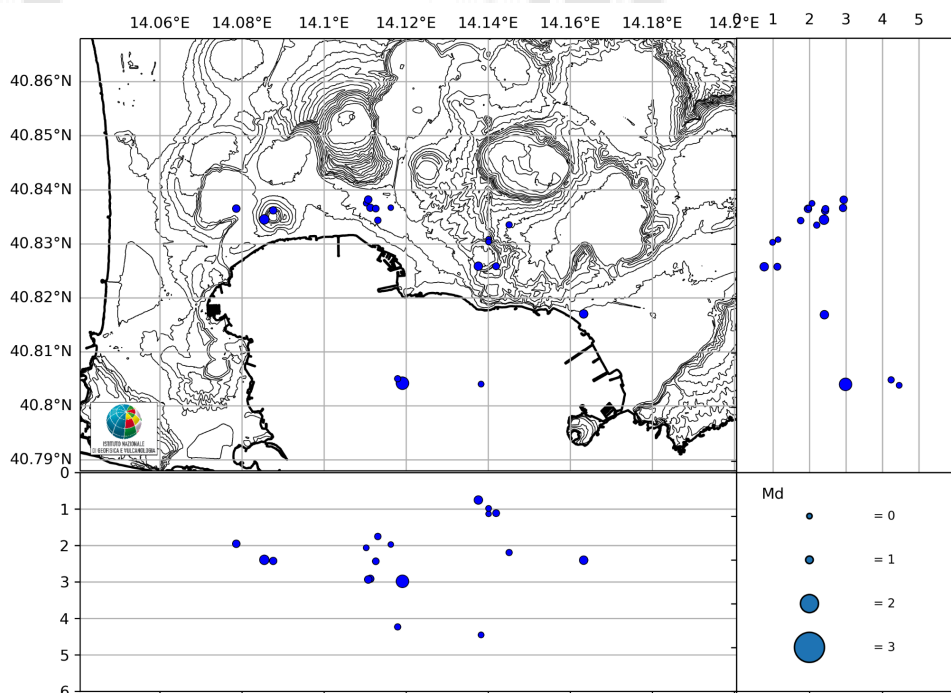 14.06°E 14.08°E 14.1°E 14.12°E 14.14°E 14.16°E 14.18°E 14.2°E 0 1 2 3 4 5
40.86°N
40.85°N
40.84°N
40.83°N
40.82°N
40.81°N
40.8°N
40.79°N
ISTITUTO NAZIONALE
DI GEOFISICA E VULCANOLOGIA
0
1
2
3
4
5
6
Md
= 0
= 1
= 2
= 3